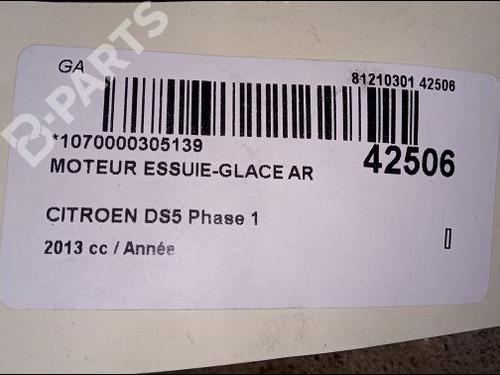 GA
81210301 42506
B-PARTS
*1070000305139
42506
MOTEUR ESSUIE-GLACE AR
CITROEN DS5 Phase 1
2013 cc / Année